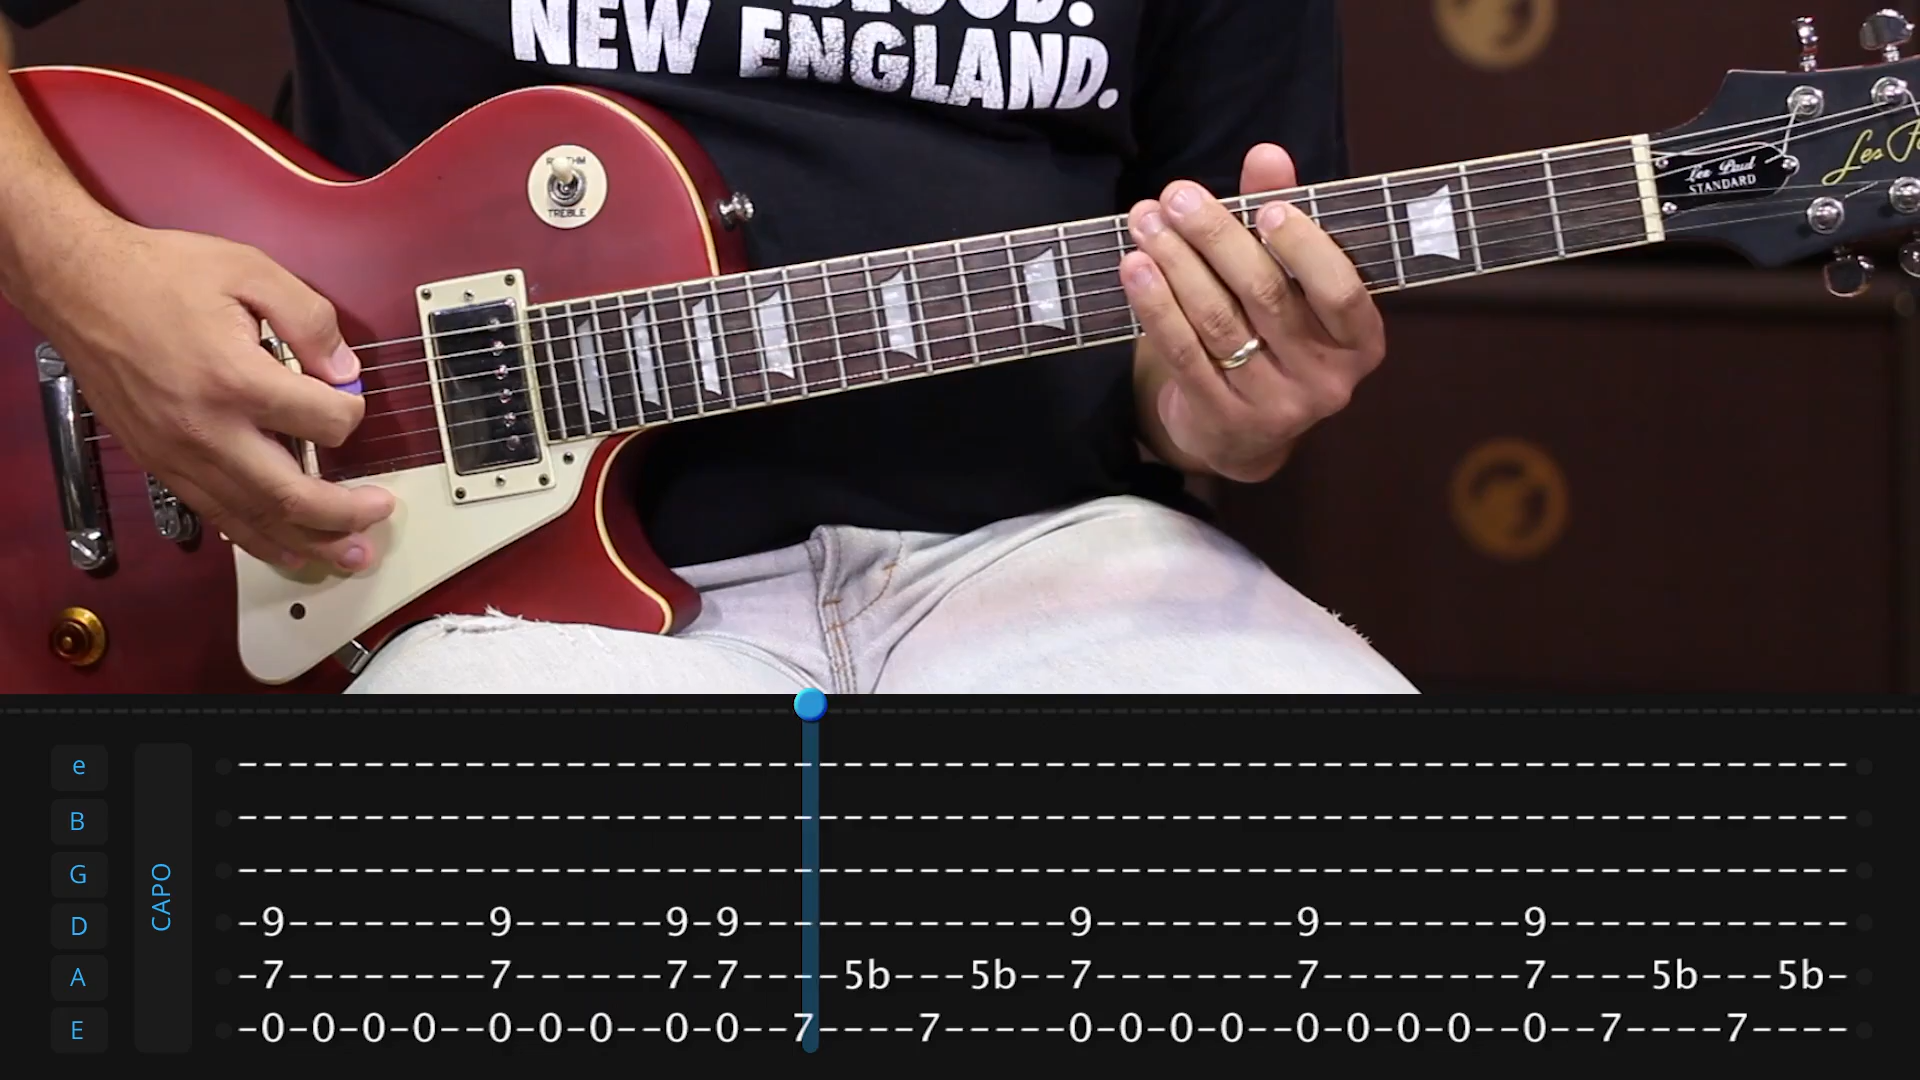 BLOOD.
NEW ENGLAND.
RHYTHM
TREBLE
Les Paul
STANDARD
Les P
e --------------------------------------------------------------
B --------------------------------------------------------------
G --------------------------------------------------------------
CAPO
D -9--------9------9-9-------------9--------9--------9------------
A -7--------7------7-7----5b---5b--7--------7--------7----5b---5b-
E -0-0-0-0--0-0-0--0-0--7----7-----0-0-0-0--0-0-0-0--0--7----7----